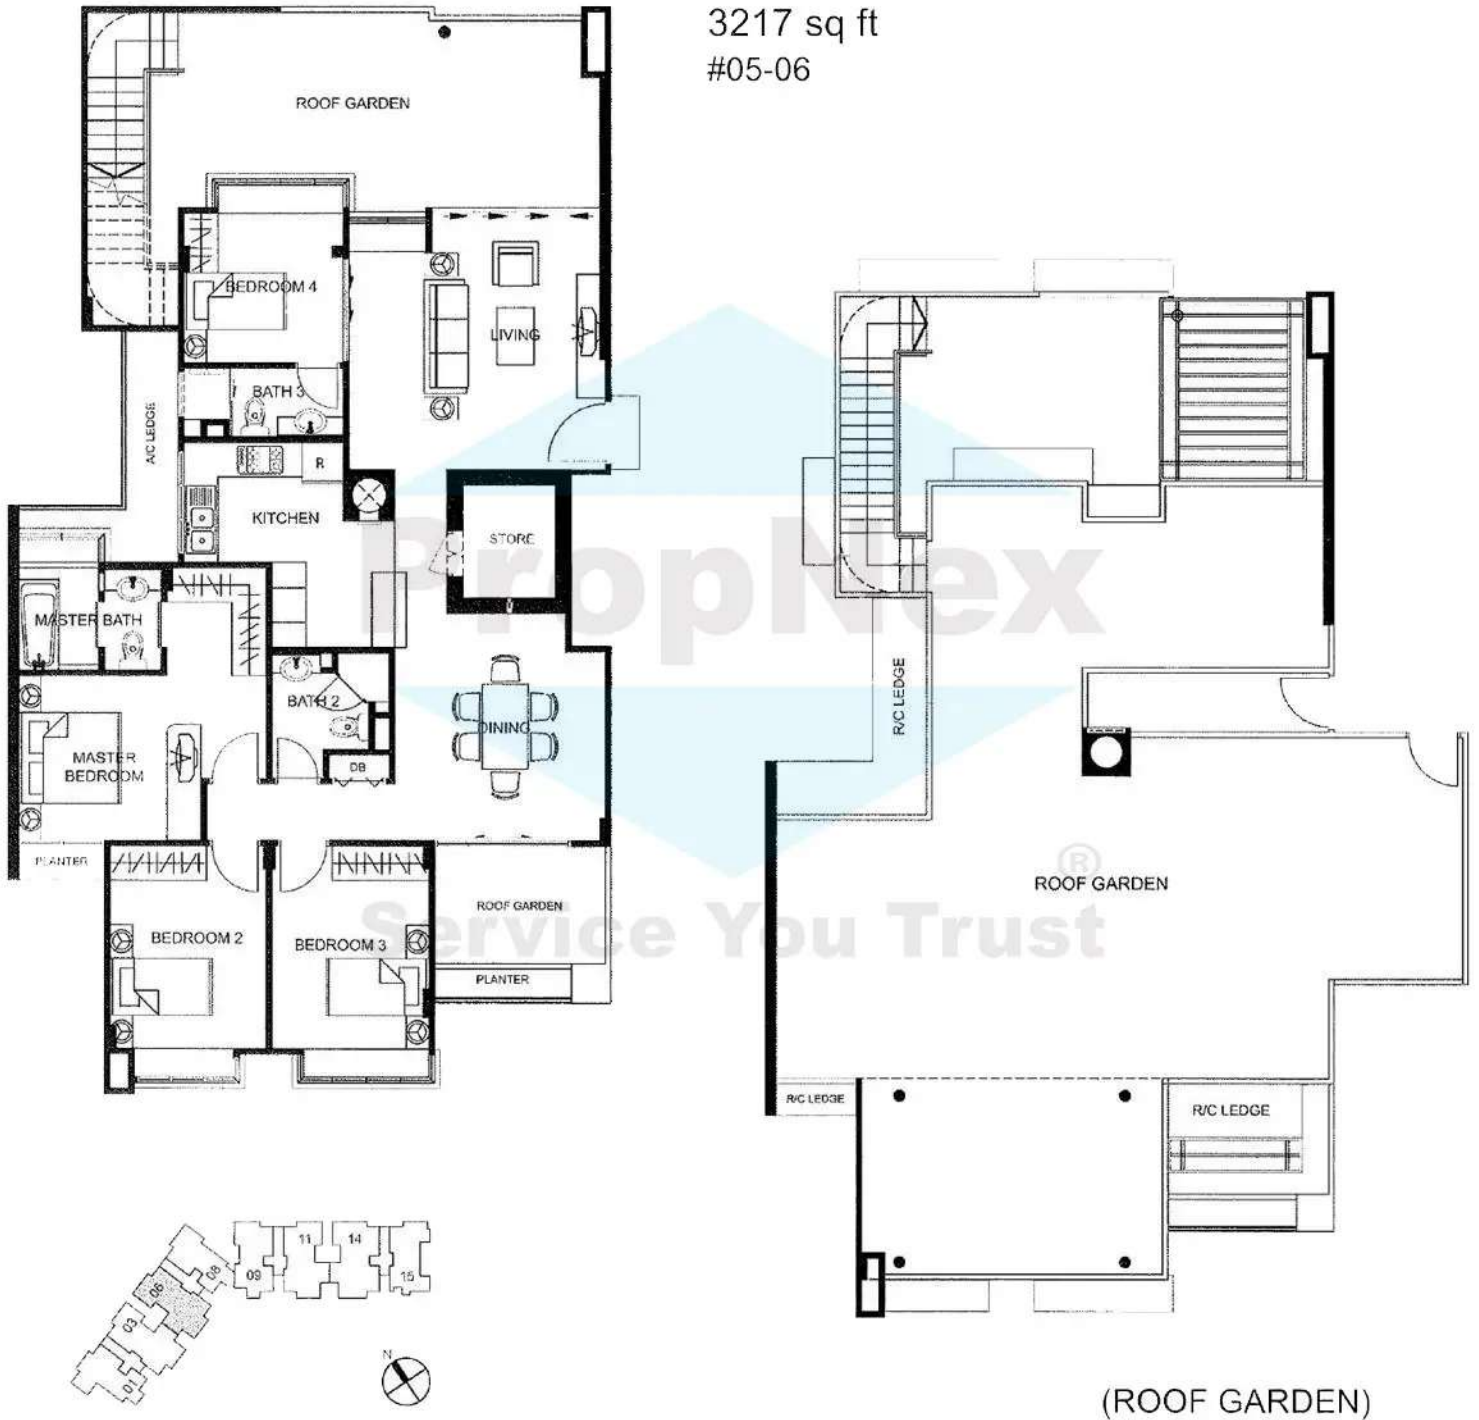 3217 sq ft
#05-06
ROOF GARDEN
BEDROOM 4
LIVING
BATH 3
A/C LEDGE
R
KITCHEN
STORE
MASTER BATH
BATH 2
DINING
MASTER
BEDROOM
DB
PLANTER
BEDROOM 2
BEDROOM 3
ROOF GARDEN
PLANTER
R/C LEDGE
ROOF GARDEN
R/C LEDGE
R/C LEDGE
PropNex
®
Service You Trust
01
03
06
08
09
11
14
15
N
(ROOF GARDEN)